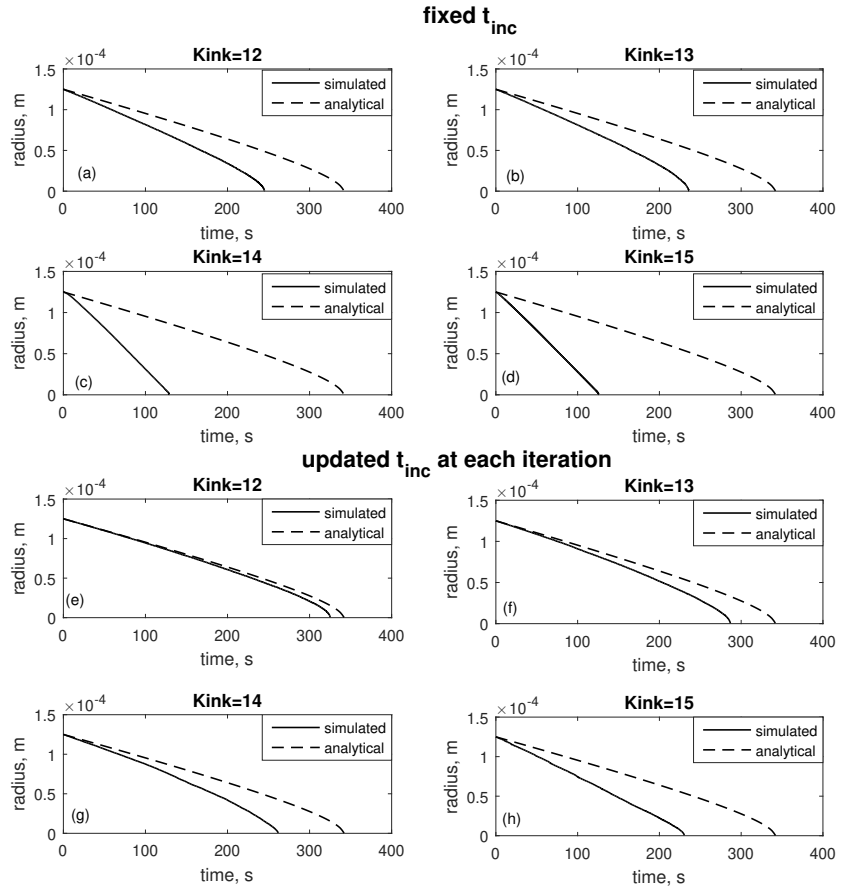 fixed t_inc
Kink=12
×10^-4
1.5
1
0.5
0
radius, m
simulated
analytical
(a)
0 100 200 300 400
time, s
Kink=13
×10^-4
1.5
1
0.5
0
radius, m
simulated
analytical
(b)
0 100 200 300 400
time, s
Kink=14
×10^-4
1.5
1
0.5
0
radius, m
simulated
analytical
(c)
0 100 200 300 400
time, s
Kink=15
×10^-4
1.5
1
0.5
0
radius, m
simulated
analytical
(d)
0 100 200 300 400
time, s
updated t_inc at each iteration
Kink=12
×10^-4
1.5
1
0.5
0
radius, m
simulated
analytical
(e)
0 100 200 300 400
time, s
Kink=13
×10^-4
1.5
1
0.5
0
radius, m
simulated
analytical
(f)
0 100 200 300 400
time, s
Kink=14
×10^-4
1.5
1
0.5
0
radius, m
simulated
analytical
(g)
0 100 200 300 400
time, s
Kink=15
×10^-4
1.5
1
0.5
0
radius, m
simulated
analytical
(h)
0 100 200 300 400
time, s